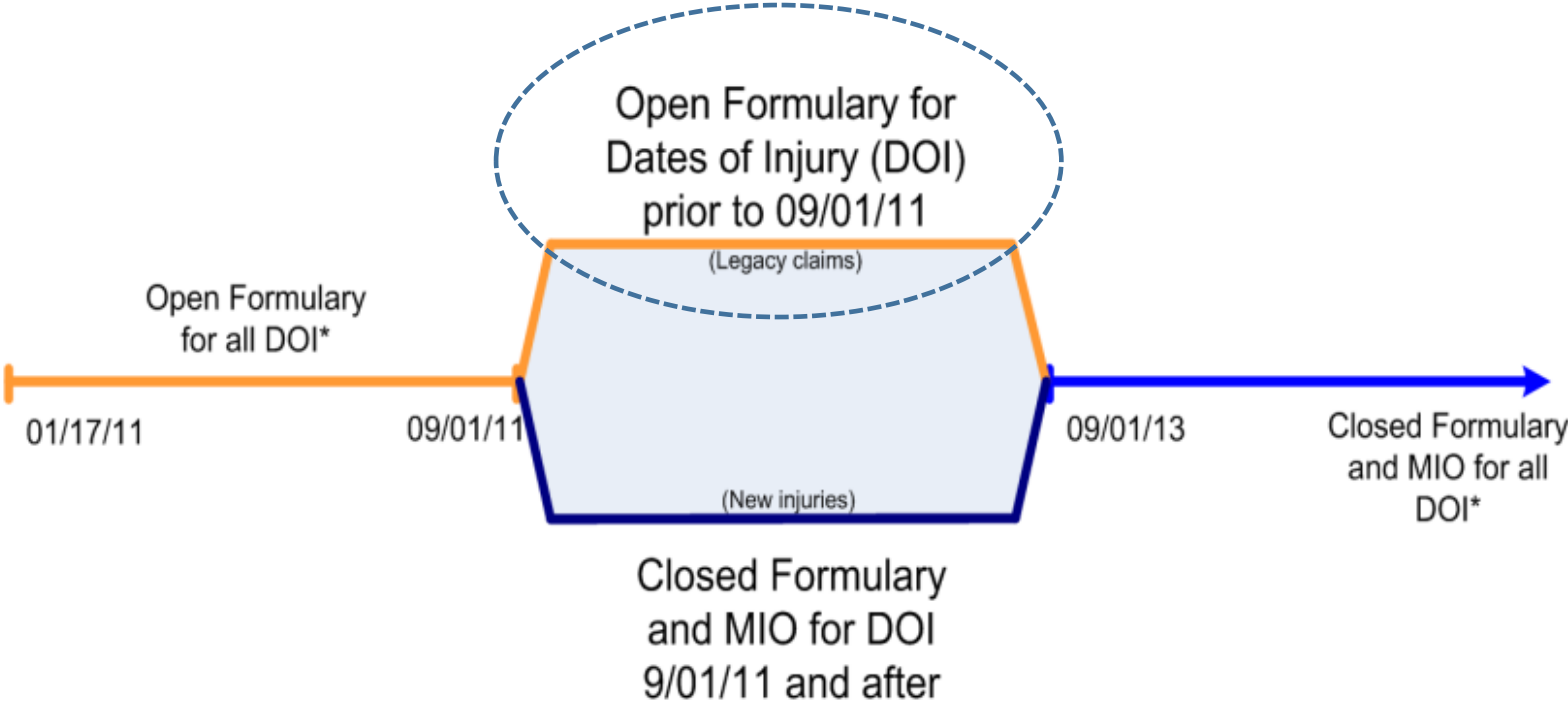 Open Formulary for
Dates of Injury (DOI)
prior to 09/01/11
(Legacy claims)
Open Formulary
for all DOI*
01/17/11
09/01/11
09/01/13
Closed Formulary
and MIO for all
DOI*
(New injuries)
Closed Formulary
and MIO for DOI
9/01/11 and after